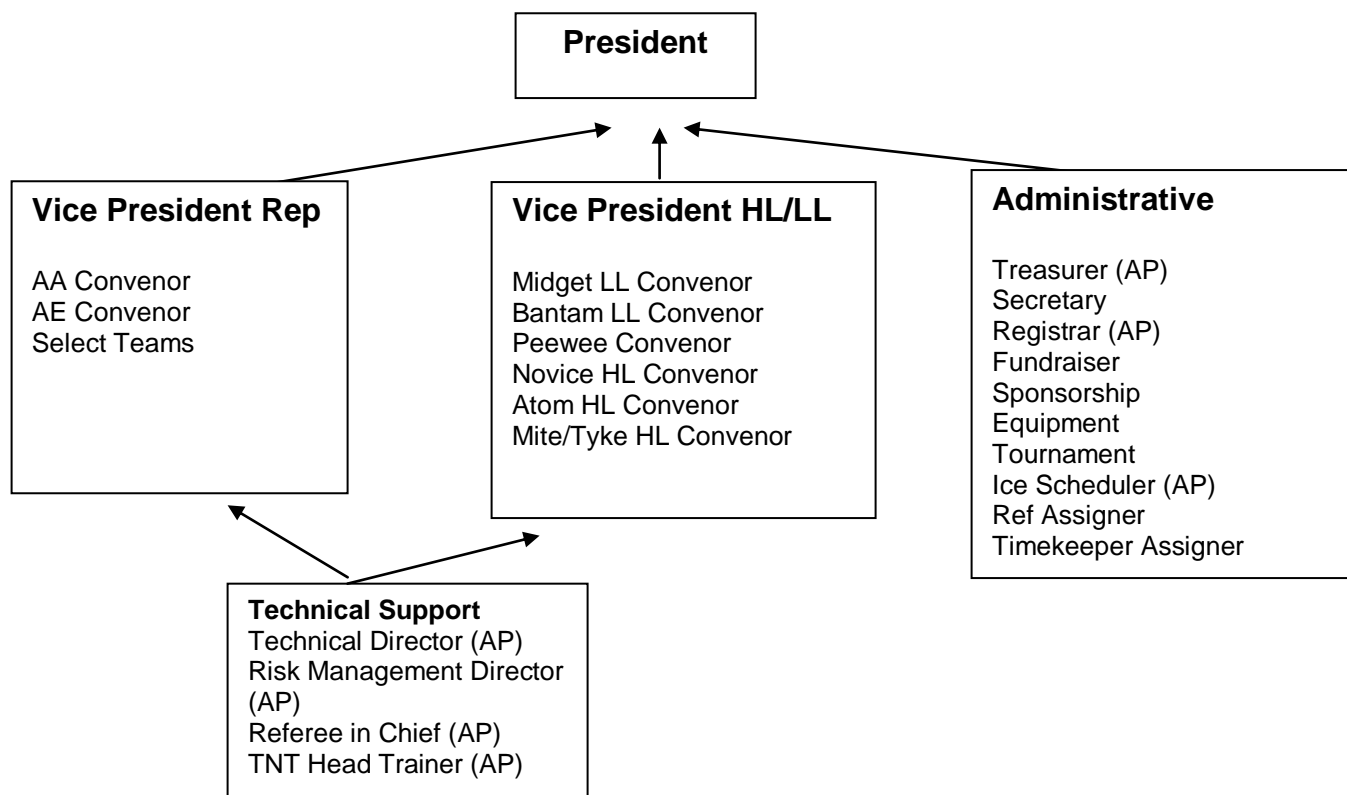 President
Vice President Rep
AA Convenor
AE Convenor
Select Teams
Vice President HL/LL
Midget LL Convenor
Bantam LL Convenor
Peewee Convenor
Novice HL Convenor
Atom HL Convenor
Mite/Tyke HL Convenor
Administrative
Treasurer (AP)
Secretary
Registrar (AP)
Fundraiser
Sponsorship
Equipment
Tournament
Ice Scheduler (AP)
Ref Assigner
Timekeeper Assigner
Technical Support
Technical Director (AP)
Risk Management Director
(AP)
Referee in Chief (AP)
TNT Head Trainer (AP)